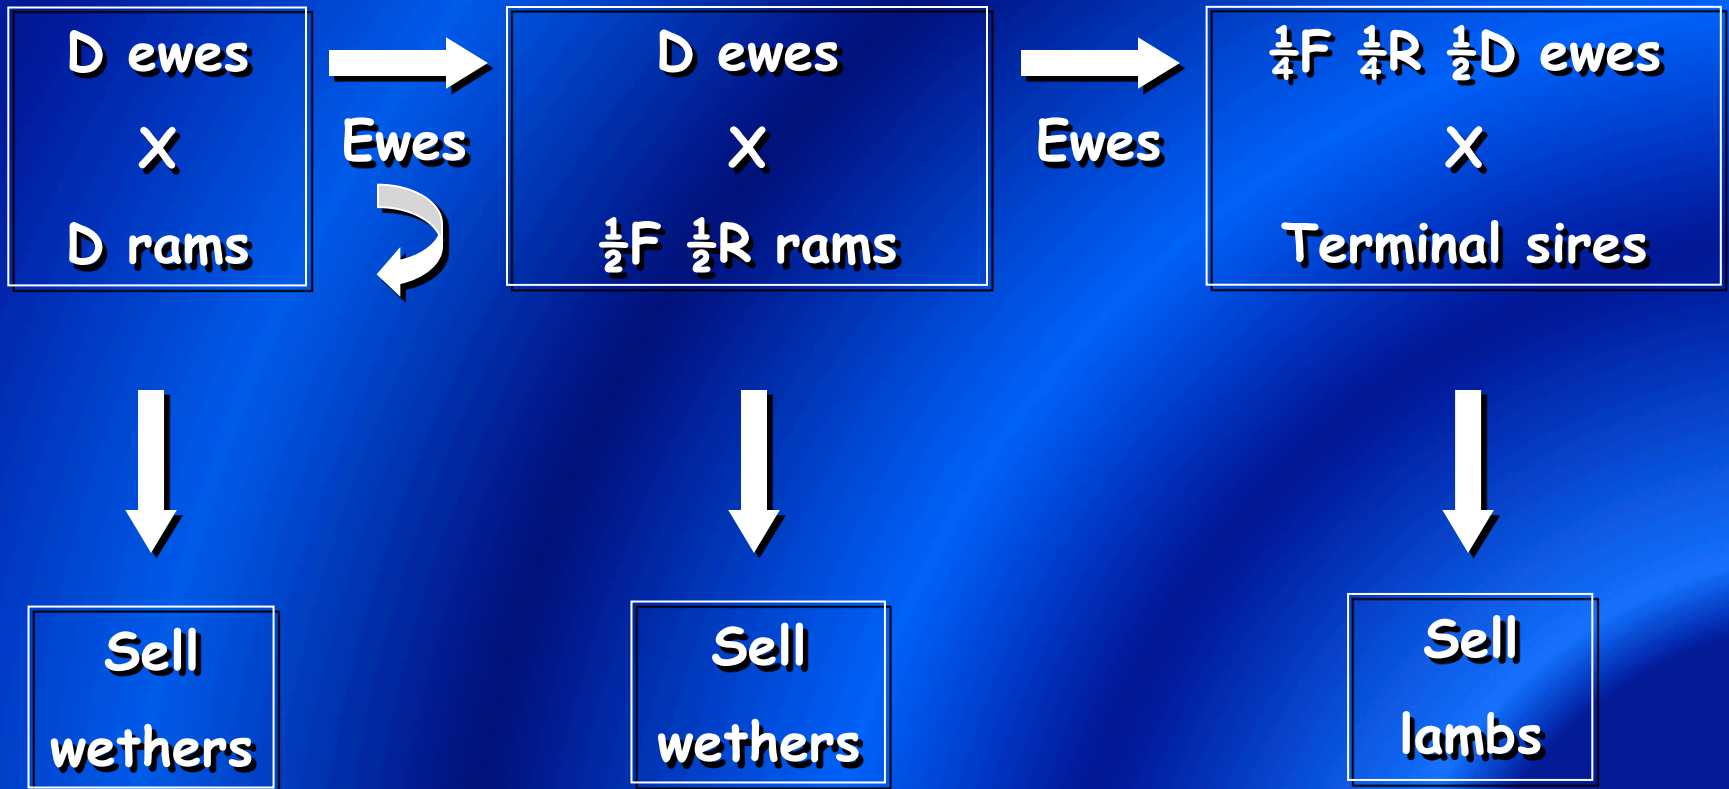 D ewes
X
D rams
Ewes
D ewes
X
½F ½R rams
Ewes
¼F ¼R ½D ewes
X
Terminal sires
Sell
wethers
Sell
wethers
Sell
lambs